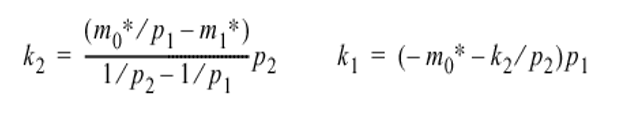 k₂ = (m₀*/p₁ – m₁*) / (1/p₂ – 1/p₁) p₂    k₁ = (– m₀* – k₂/p₂)p₁